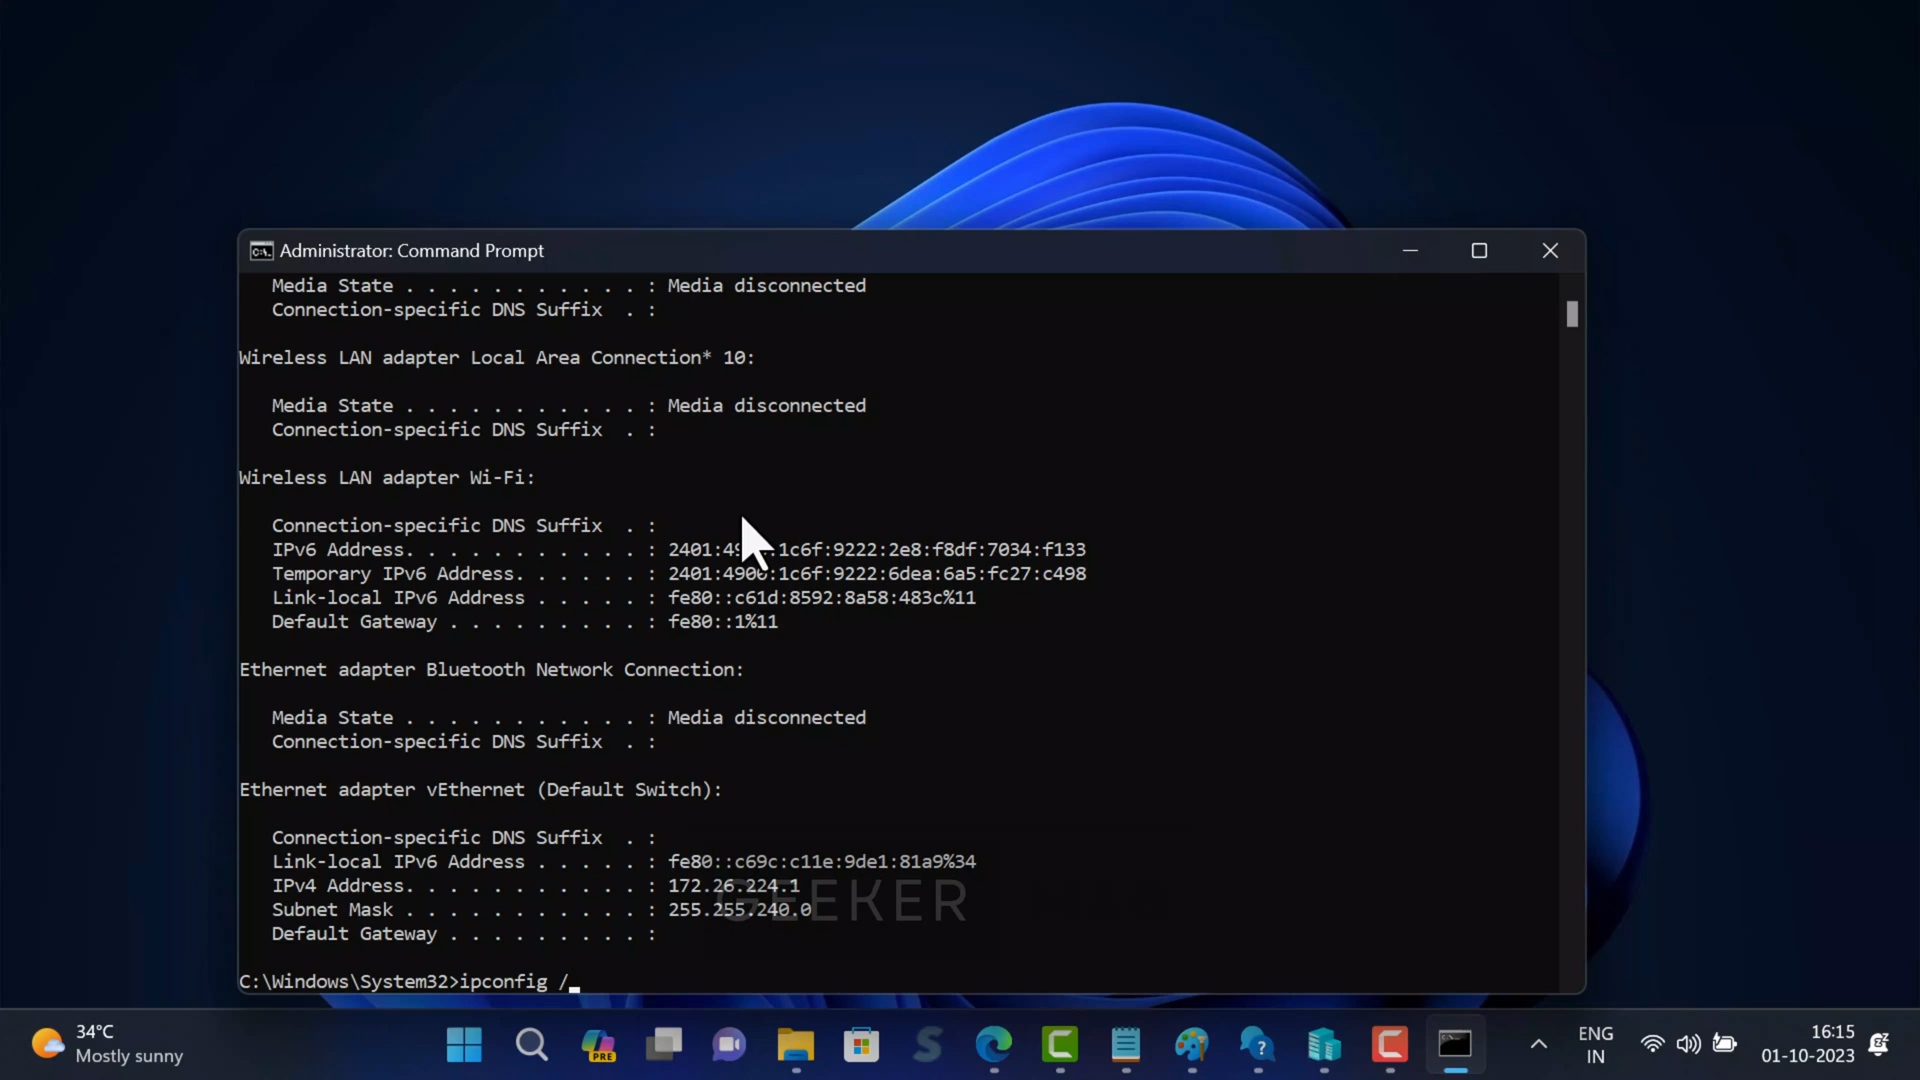 Administrator: Command Prompt
Media State . . . . . . . . . . . : Media disconnected
Connection-specific DNS Suffix  . :
Wireless LAN adapter Local Area Connection* 10:
Media State . . . . . . . . . . . : Media disconnected
Connection-specific DNS Suffix  . :
Wireless LAN adapter Wi-Fi:
Connection-specific DNS Suffix  . :
IPv6 Address. . . . . . . . . . . : :1c6f:9222:2e8:f8df:7034:f133
Temporary IPv6 Address. . . . . . : 2401:4900:1c6f:9222:6dea:6a5:fc27:c498
Link-local IPv6 Address . . . . . : fe80::c61d:8592:8a58:483c%11
Default Gateway . . . . . . . . . : fe80::1%11
Ethernet adapter Bluetooth Network Connection:
Media State . . . . . . . . . . . : Media disconnected
Connection-specific DNS Suffix  . :
Ethernet adapter vEthernet (Default Switch):
Connection-specific DNS Suffix  . :
Link-local IPv6 Address . . . . . : fe80::c69c:c11e:9de1:81a9%34
IPv4 Address. . . . . . . . . . . : 172.26.224.1
Subnet Mask . . . . . . . . . . . : 255.255.240.0
Default Gateway . . . . . . . . . :
GEEKER
C:\Windows\System32>ipconfig /_
34°C
Mostly sunny
PRE
ENG
IN
16:15
01-10-2023